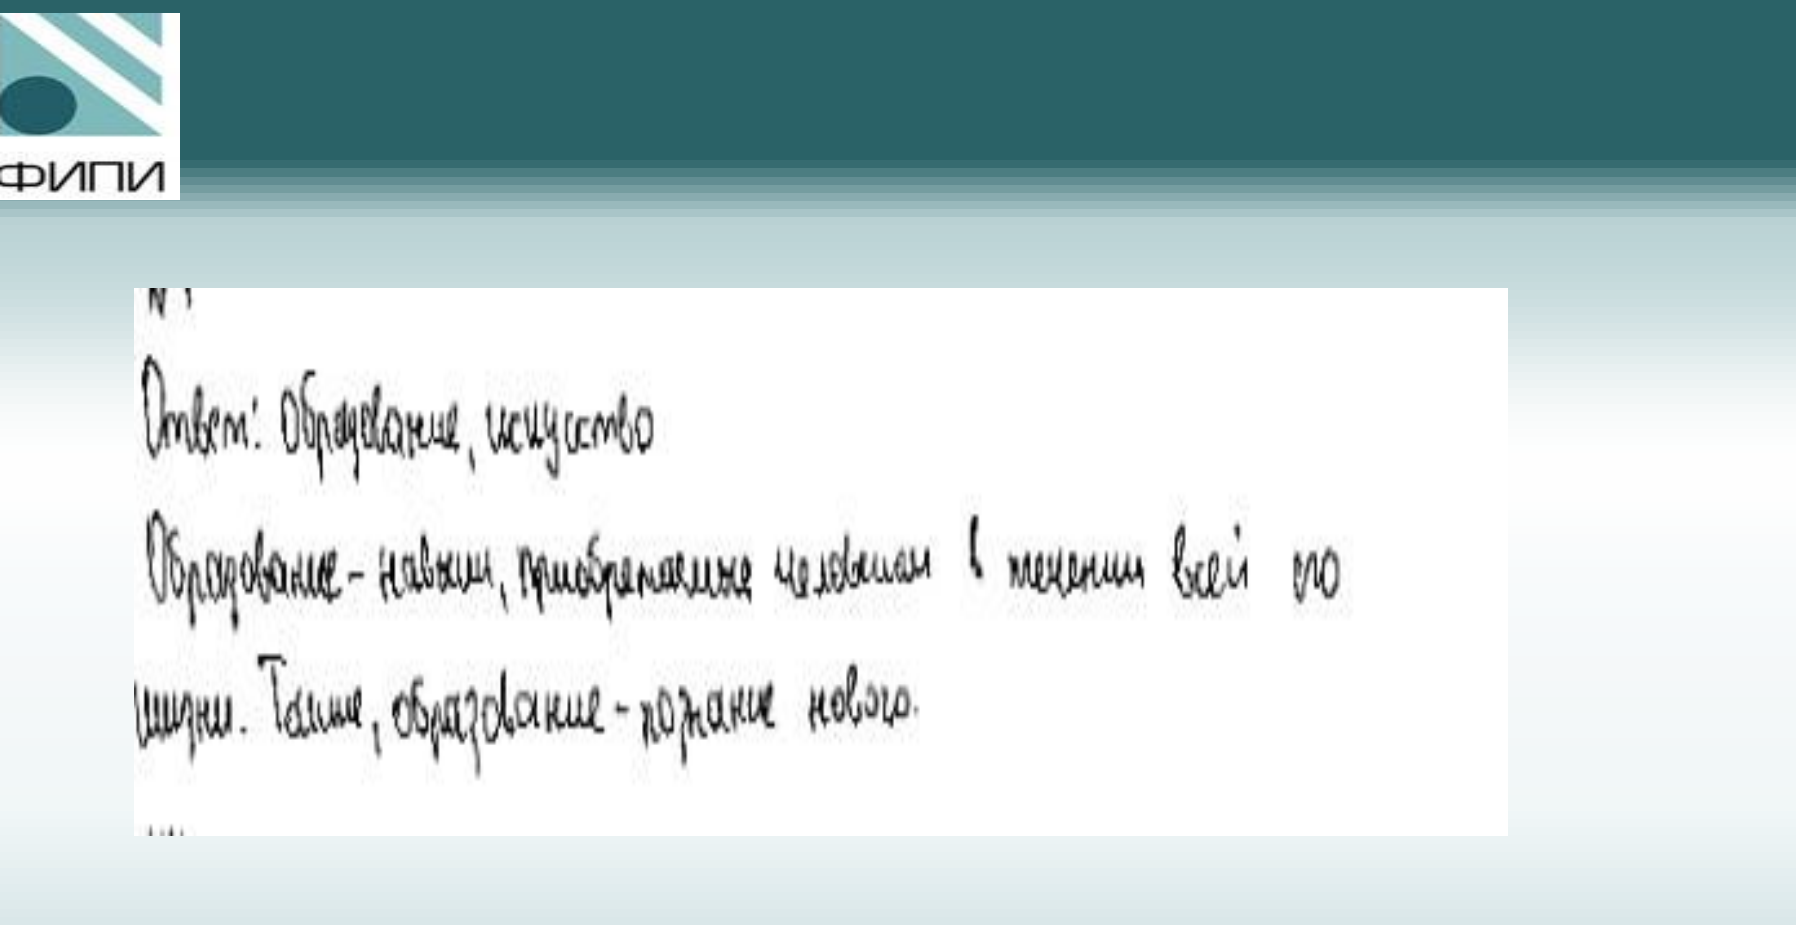 ФИПИ
№1
Ответ: Образование, искусство
Образование - навыки, приобретаемые человеком в течении всей его
жизни. Также, образование - познание нового.